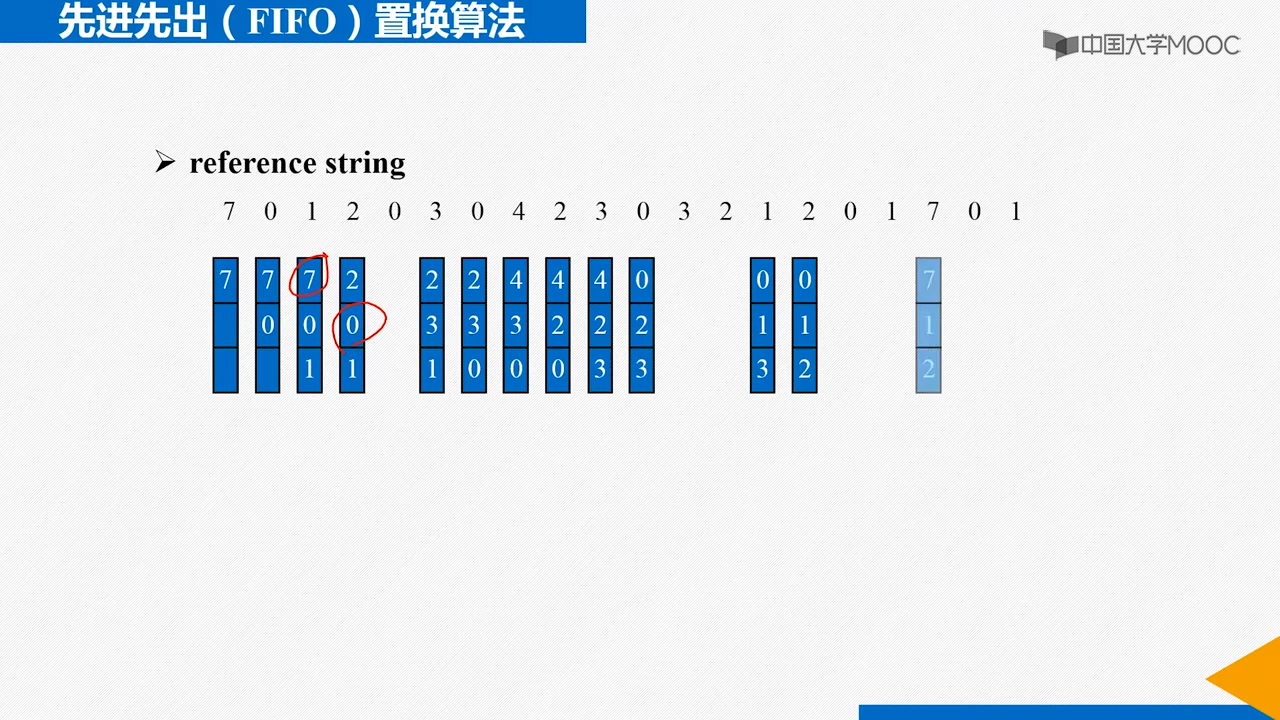 先进先出（FIFO）置换算法
中国大学MOOC
➢ reference string
7 0 1 2 0 3 0 4 2 3 0 3 2 1 2 0 1 7 0 1
7 7 7 2 2 2 4 4 4 0 0 0 7
0 0 0 3 3 3 2 2 2 1 1 1
1 1 1 0 0 0 3 3 3 2 2